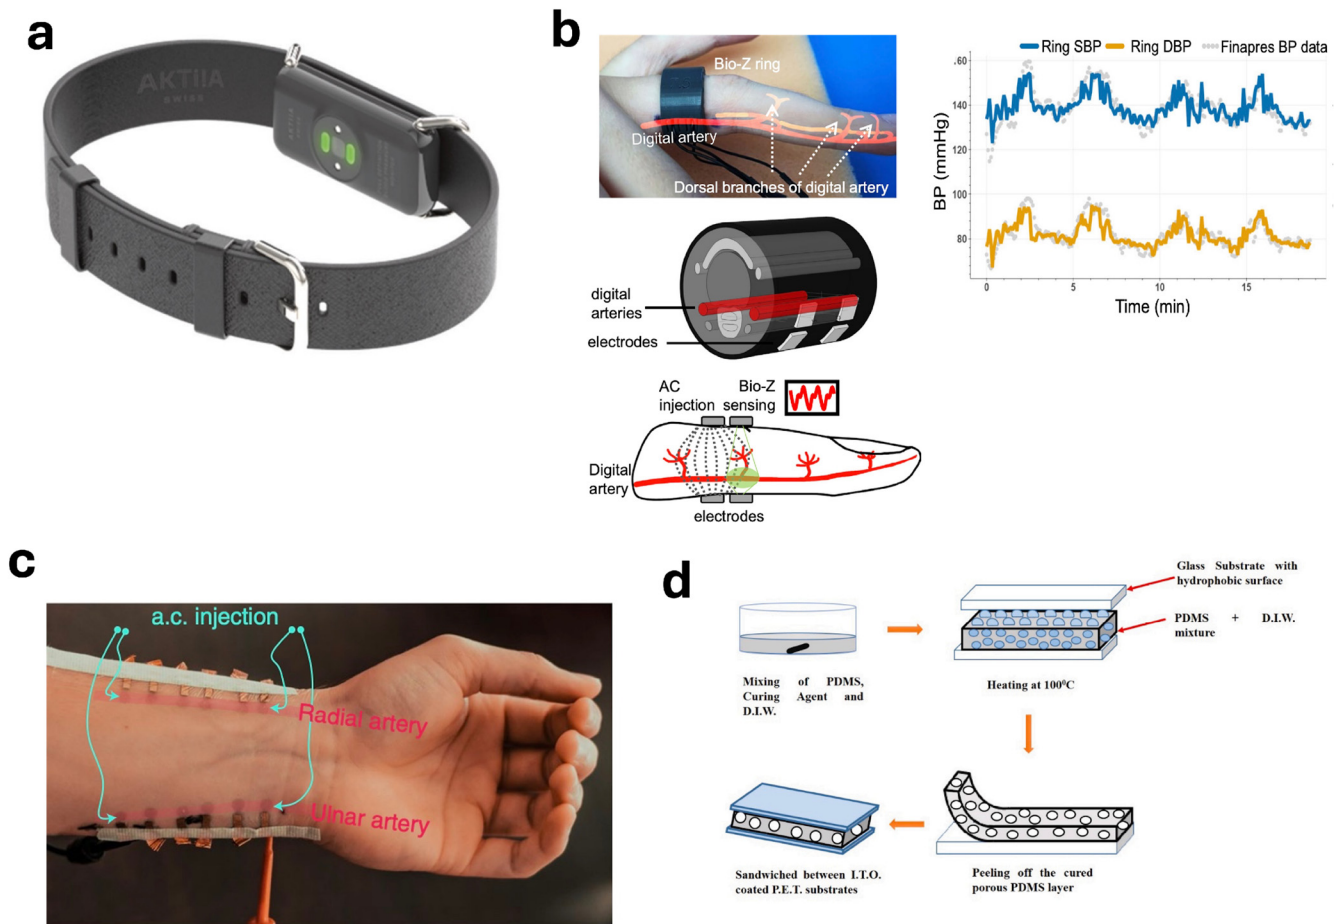 a
AKTIIA
SWISS
AKTIIA
b
Bio-Z ring
Digital artery
Dorsal branches of digital artery
digital
arteries
electrodes
AC
injection
Bio-Z
sensing
Digital
artery
electrodes
Ring SBP Ring DBP Finapres BP data
BP (mmHg)
.60
140
120
100
80
0 5 10 15
Time (min)
c
a.c. injection
Radial artery
Ulnar artery
d
Mixing of PDMS,
Curing Agent and
D.I.W.
Glass Substrate with
hydrophobic surface
PDMS + D.I.W.
mixture
Heating at 100⁰C
Sandwiched between I.T.O.
coated P.E.T. substrates
Peeling off the cured
porous PDMS layer